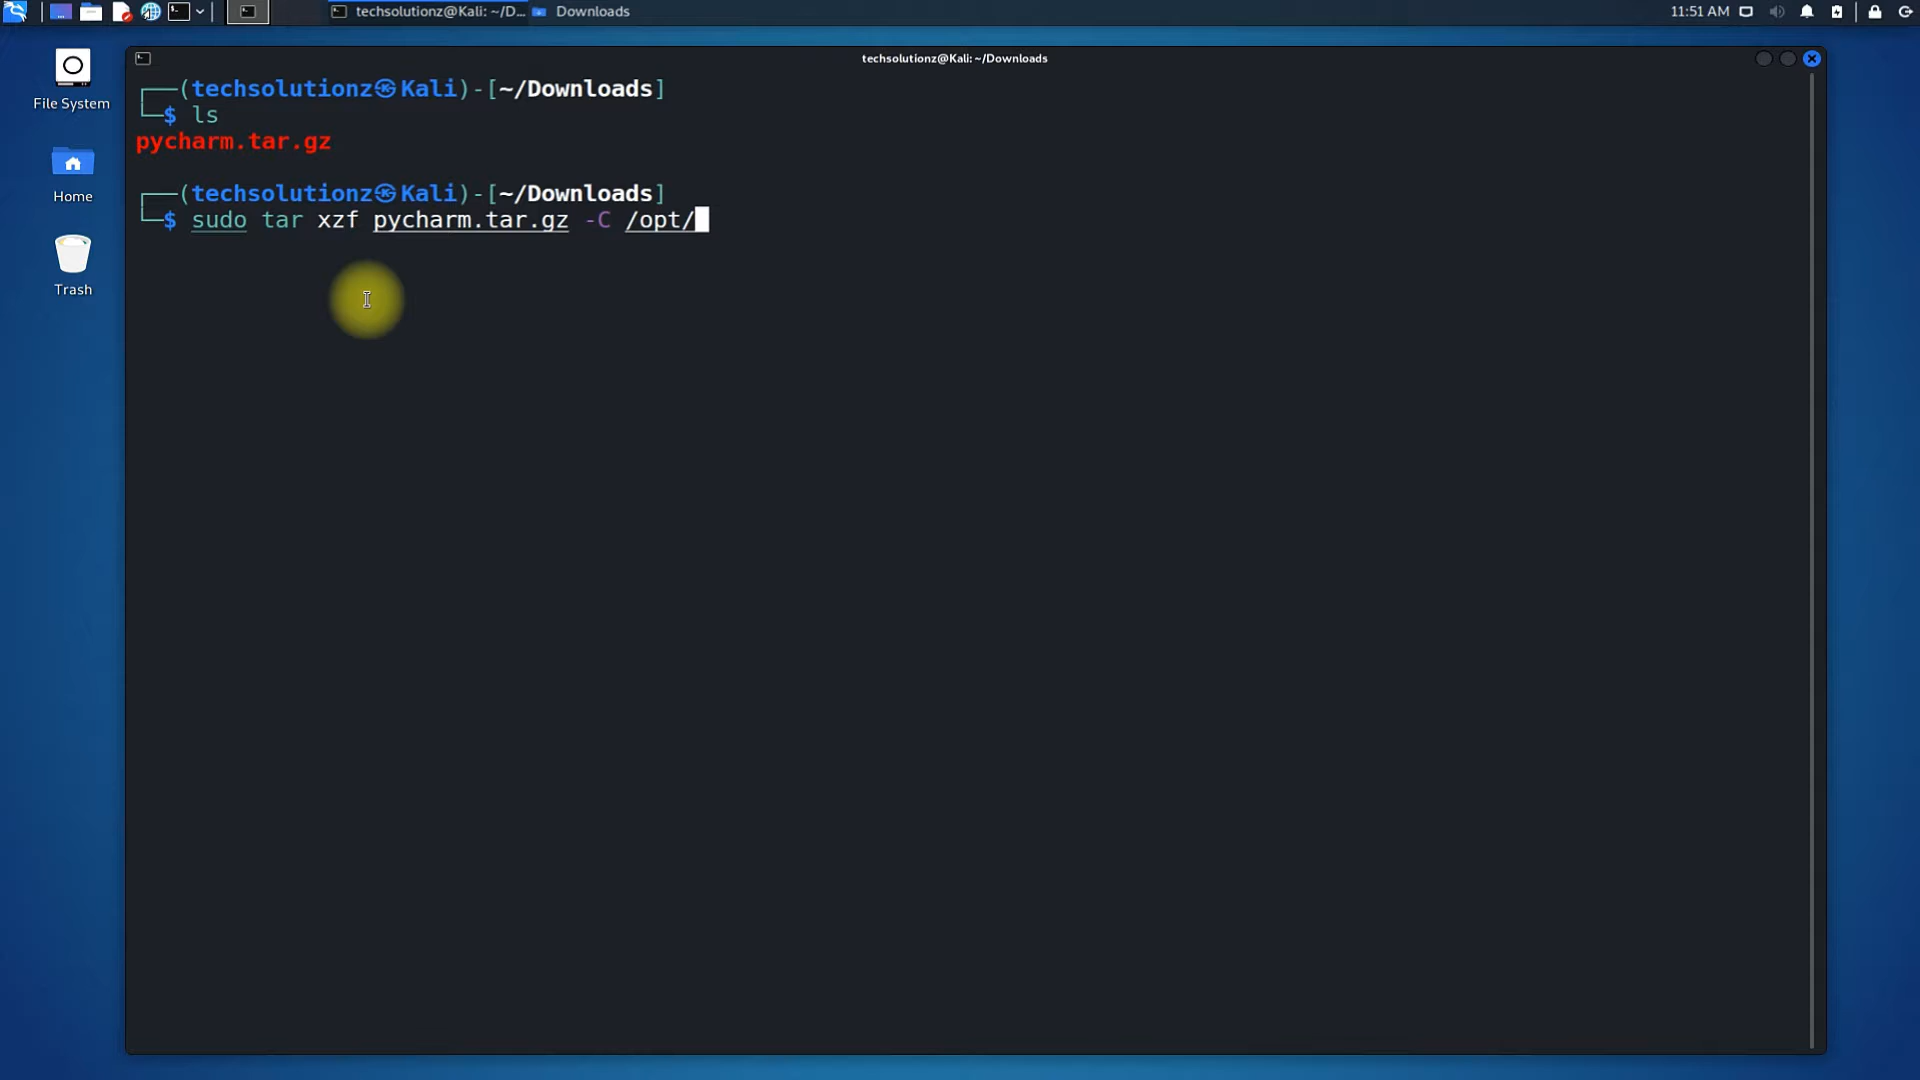 techsolutionz@Kali: ~/D... Downloads 11:51 AM
techsolutionz@Kali: ~/Downloads
File System
Home
Trash
┌──(techsolutionz㉿Kali)-[~/Downloads]
└─$ ls
pycharm.tar.gz
┌──(techsolutionz㉿Kali)-[~/Downloads]
└─$ sudo tar xzf pycharm.tar.gz -C /opt/